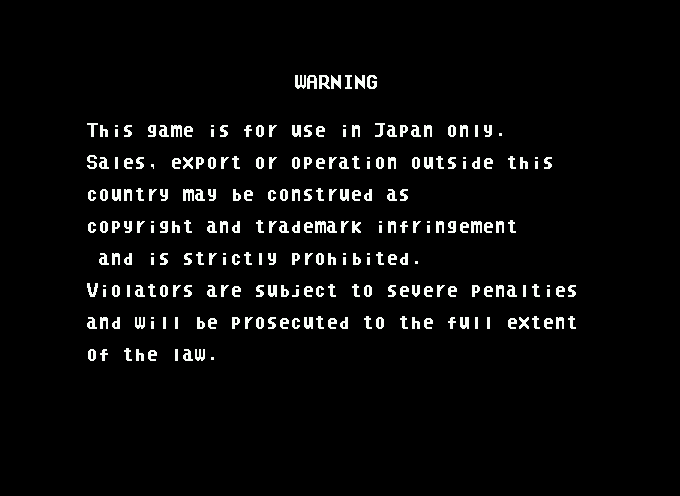 WARNING
This game is for use in Japan only.
Sales, export or operation outside this
country may be construed as
copyright and trademark infringement
and is strictly prohibited.
Violators are subject to severe penalties
and will be prosecuted to the full extent
of the law.